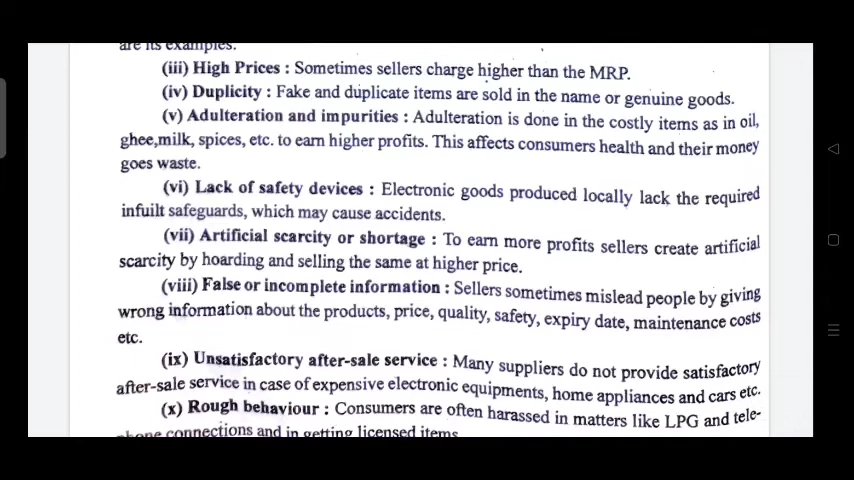 are its examples.
(iii) High Prices : Sometimes sellers charge higher than the MRP.
(iv) Duplicity : Fake and duplicate items are sold in the name or genuine goods.
(v) Adulteration and impurities : Adulteration is done in the costly items as in oil,
ghee,milk, spices, etc. to earn higher profits. This affects consumers health and their money
goes waste.
(vi) Lack of safety devices : Electronic goods produced locally lack the required
infuilt safeguards, which may cause accidents.
(vii) Artificial scarcity or shortage : To earn more profits sellers create artificial
scarcity by hoarding and selling the same at higher price.
(viii) False or incomplete information : Sellers sometimes mislead people by giving
wrong information about the products, price, quality, safety, expiry date, maintenance costs
etc.
(ix) Unsatisfactory after-sale service : Many suppliers do not provide satisfactory
after-sale service in case of expensive electronic equipments, home appliances and cars etc.
(x) Rough behaviour : Consumers are often harassed in matters like LPG and tele-
phone connections and in getting licensed items.